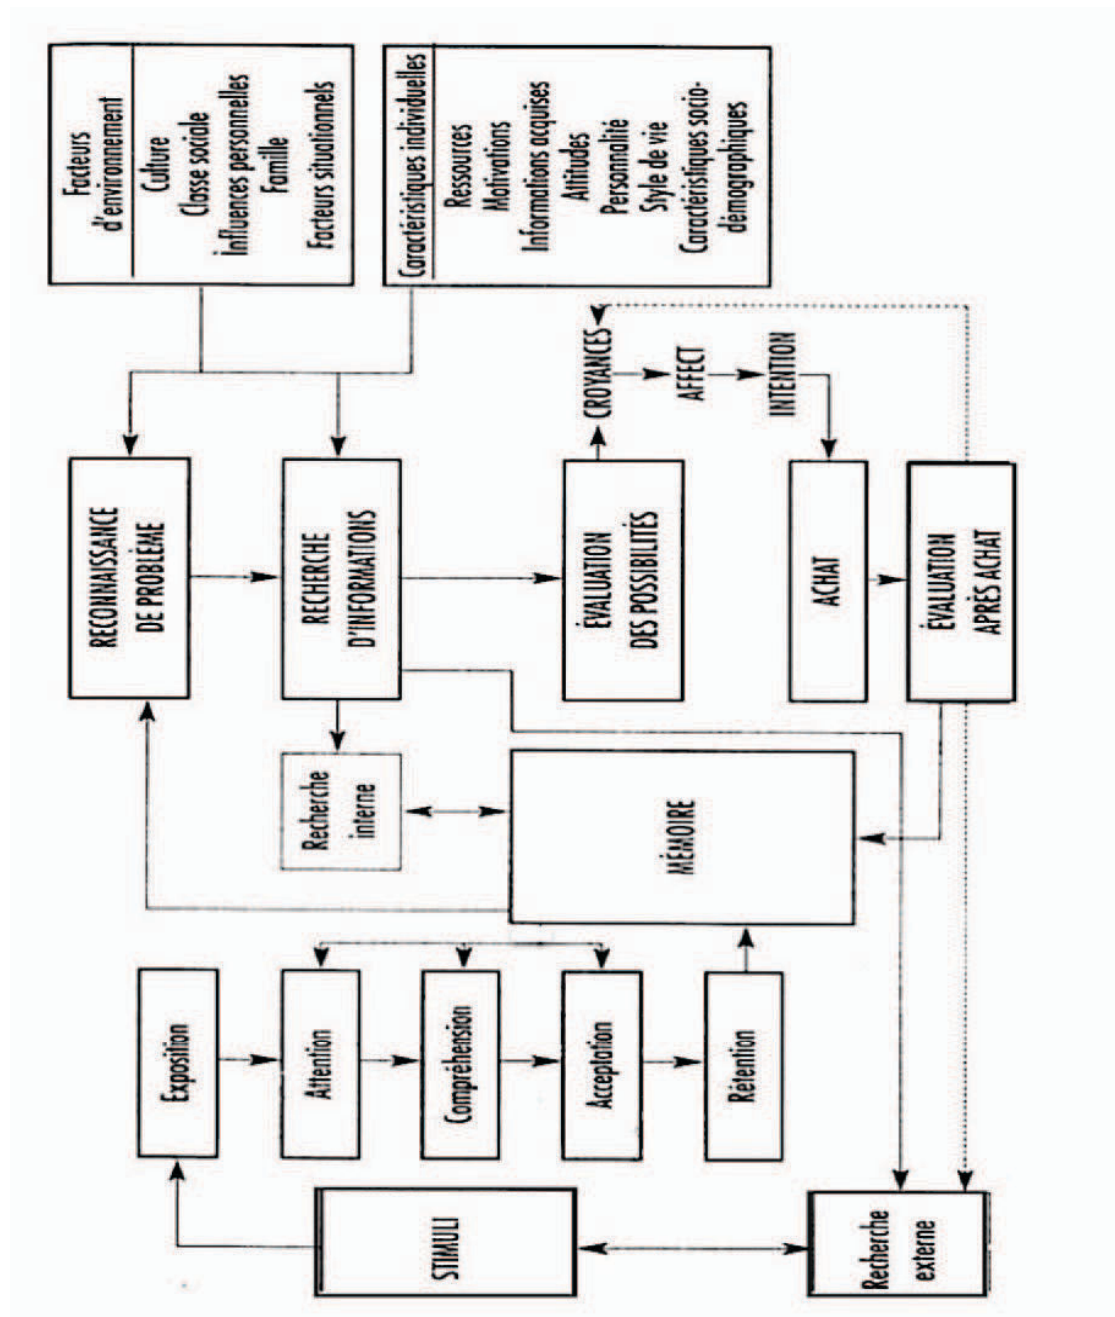 STIMULI
Recherche
externe
Exposition
Attention
Compréhension
Acceptation
Rétention
Recherche
interne
MÉMOIRE
RECONNAISSANCE
DE PROBLÈME
RECHERCHE
D'INFORMATIONS
ÉVALUATION
DES POSSIBILITÉS
ACHAT
ÉVALUATION
APRÈS ACHAT
CROYANCES
AFFECT
INTENTION
Facteurs
d'environnement
Culture
Classe sociale
influences personnelles
Famille
Facteurs situationnels
Caractéristiques individuelles
Ressources
Motivations
Informations acquises
Attitudes
Personnalité
Style de vie
Caractéristiques socio-
démographiques